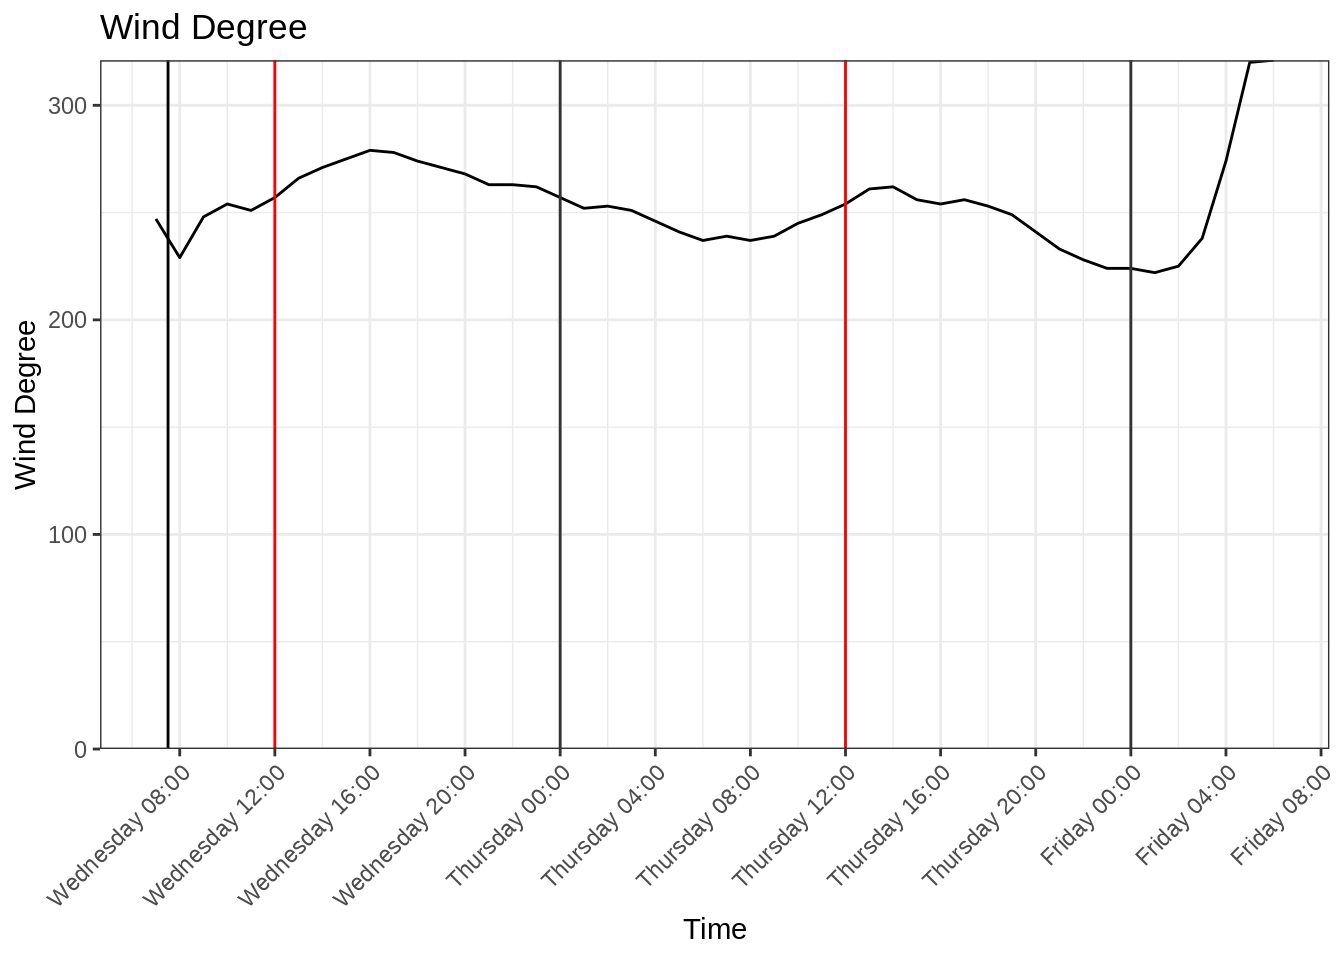 Wind Degree
Wind Degree
300
200
100
0
Wednesday 08:00
Wednesday 12:00
Wednesday 16:00
Wednesday 20:00
Thursday 00:00
Thursday 04:00
Thursday 08:00
Thursday 12:00
Thursday 16:00
Thursday 20:00
Friday 00:00
Friday 04:00
Friday 08:00
Time